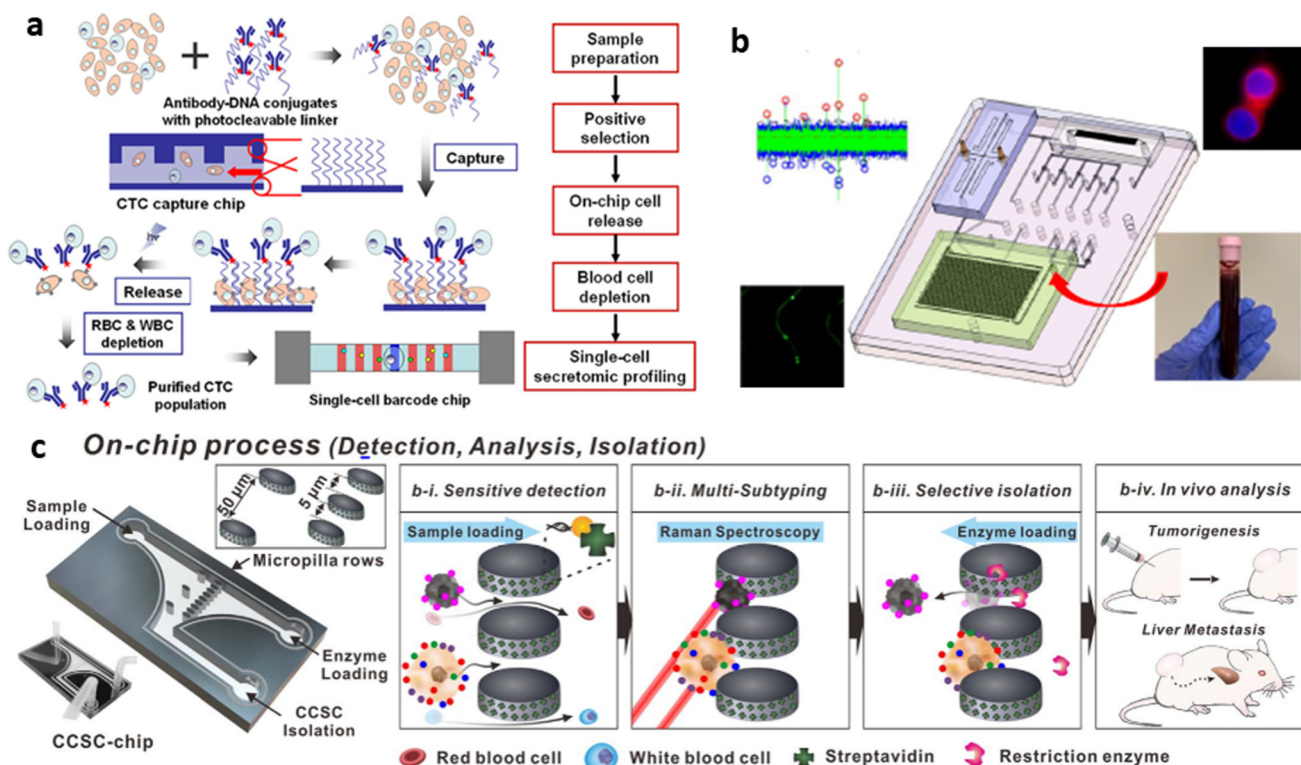 a
Antibody-DNA conjugates
with photocleavable linker
Capture
CTC capture chip
hv
Release
RBC & WBC
depletion
Purified CTC
population
Single-cell barcode chip
Sample
preparation
Positive
selection
On-chip cell
release
Blood cell
depletion
Single-cell
secretomic profiling
b
c
On-chip process (Detection, Analysis, Isolation)
Sample
Loading
50 μm
5 μm
Micropilla rows
Enzyme
Loading
CCSC
Isolation
CCSC-chip
b-i. Sensitive detection
Sample loading
b-ii. Multi-Subtyping
Raman Spectroscopy
b-iii. Selective isolation
Enzyme loading
b-iv. In vivo analysis
Tumorigenesis
Liver Metastasis
Red blood cell
White blood cell
Streptavidin
Restriction enzyme